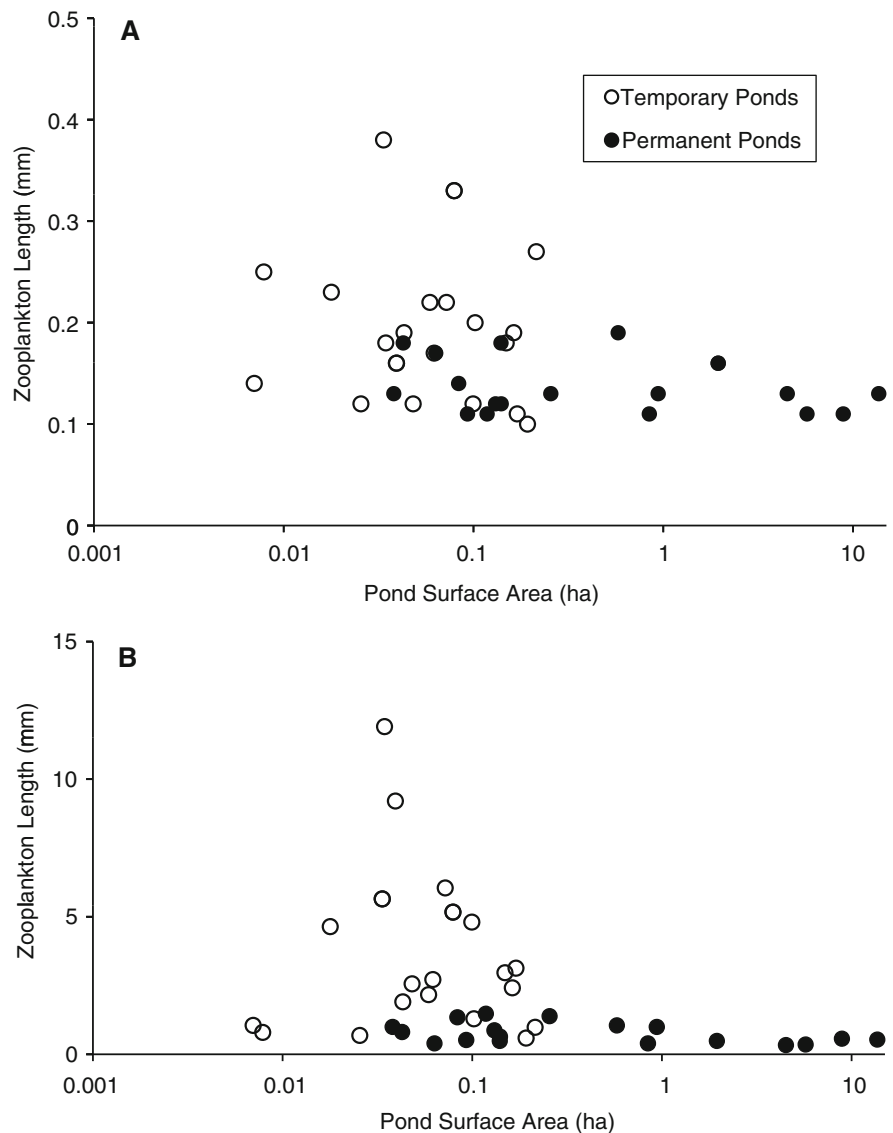 A
0.5
0.4
0.3
0.2
0.1
0
Zooplankton Length (mm)
Temporary Ponds
Permanent Ponds
0.001
0.01
0.1
1
10
Pond Surface Area (ha)
B
15
10
5
0
Zooplankton Length (mm)
0.001
0.01
0.1
1
10
Pond Surface Area (ha)